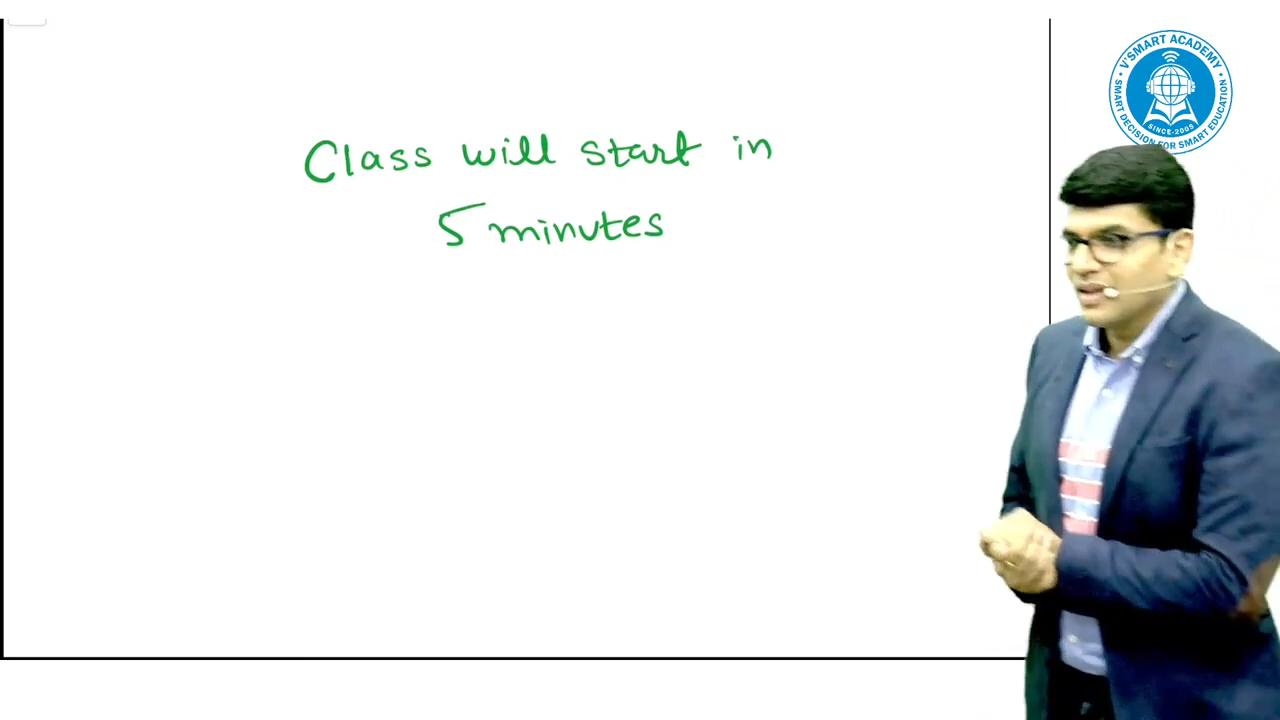 V'SMART ACADEMY
SMART DECISION FOR SMART EDUCATION
SINCE-2005
Class will start in
5 minutes